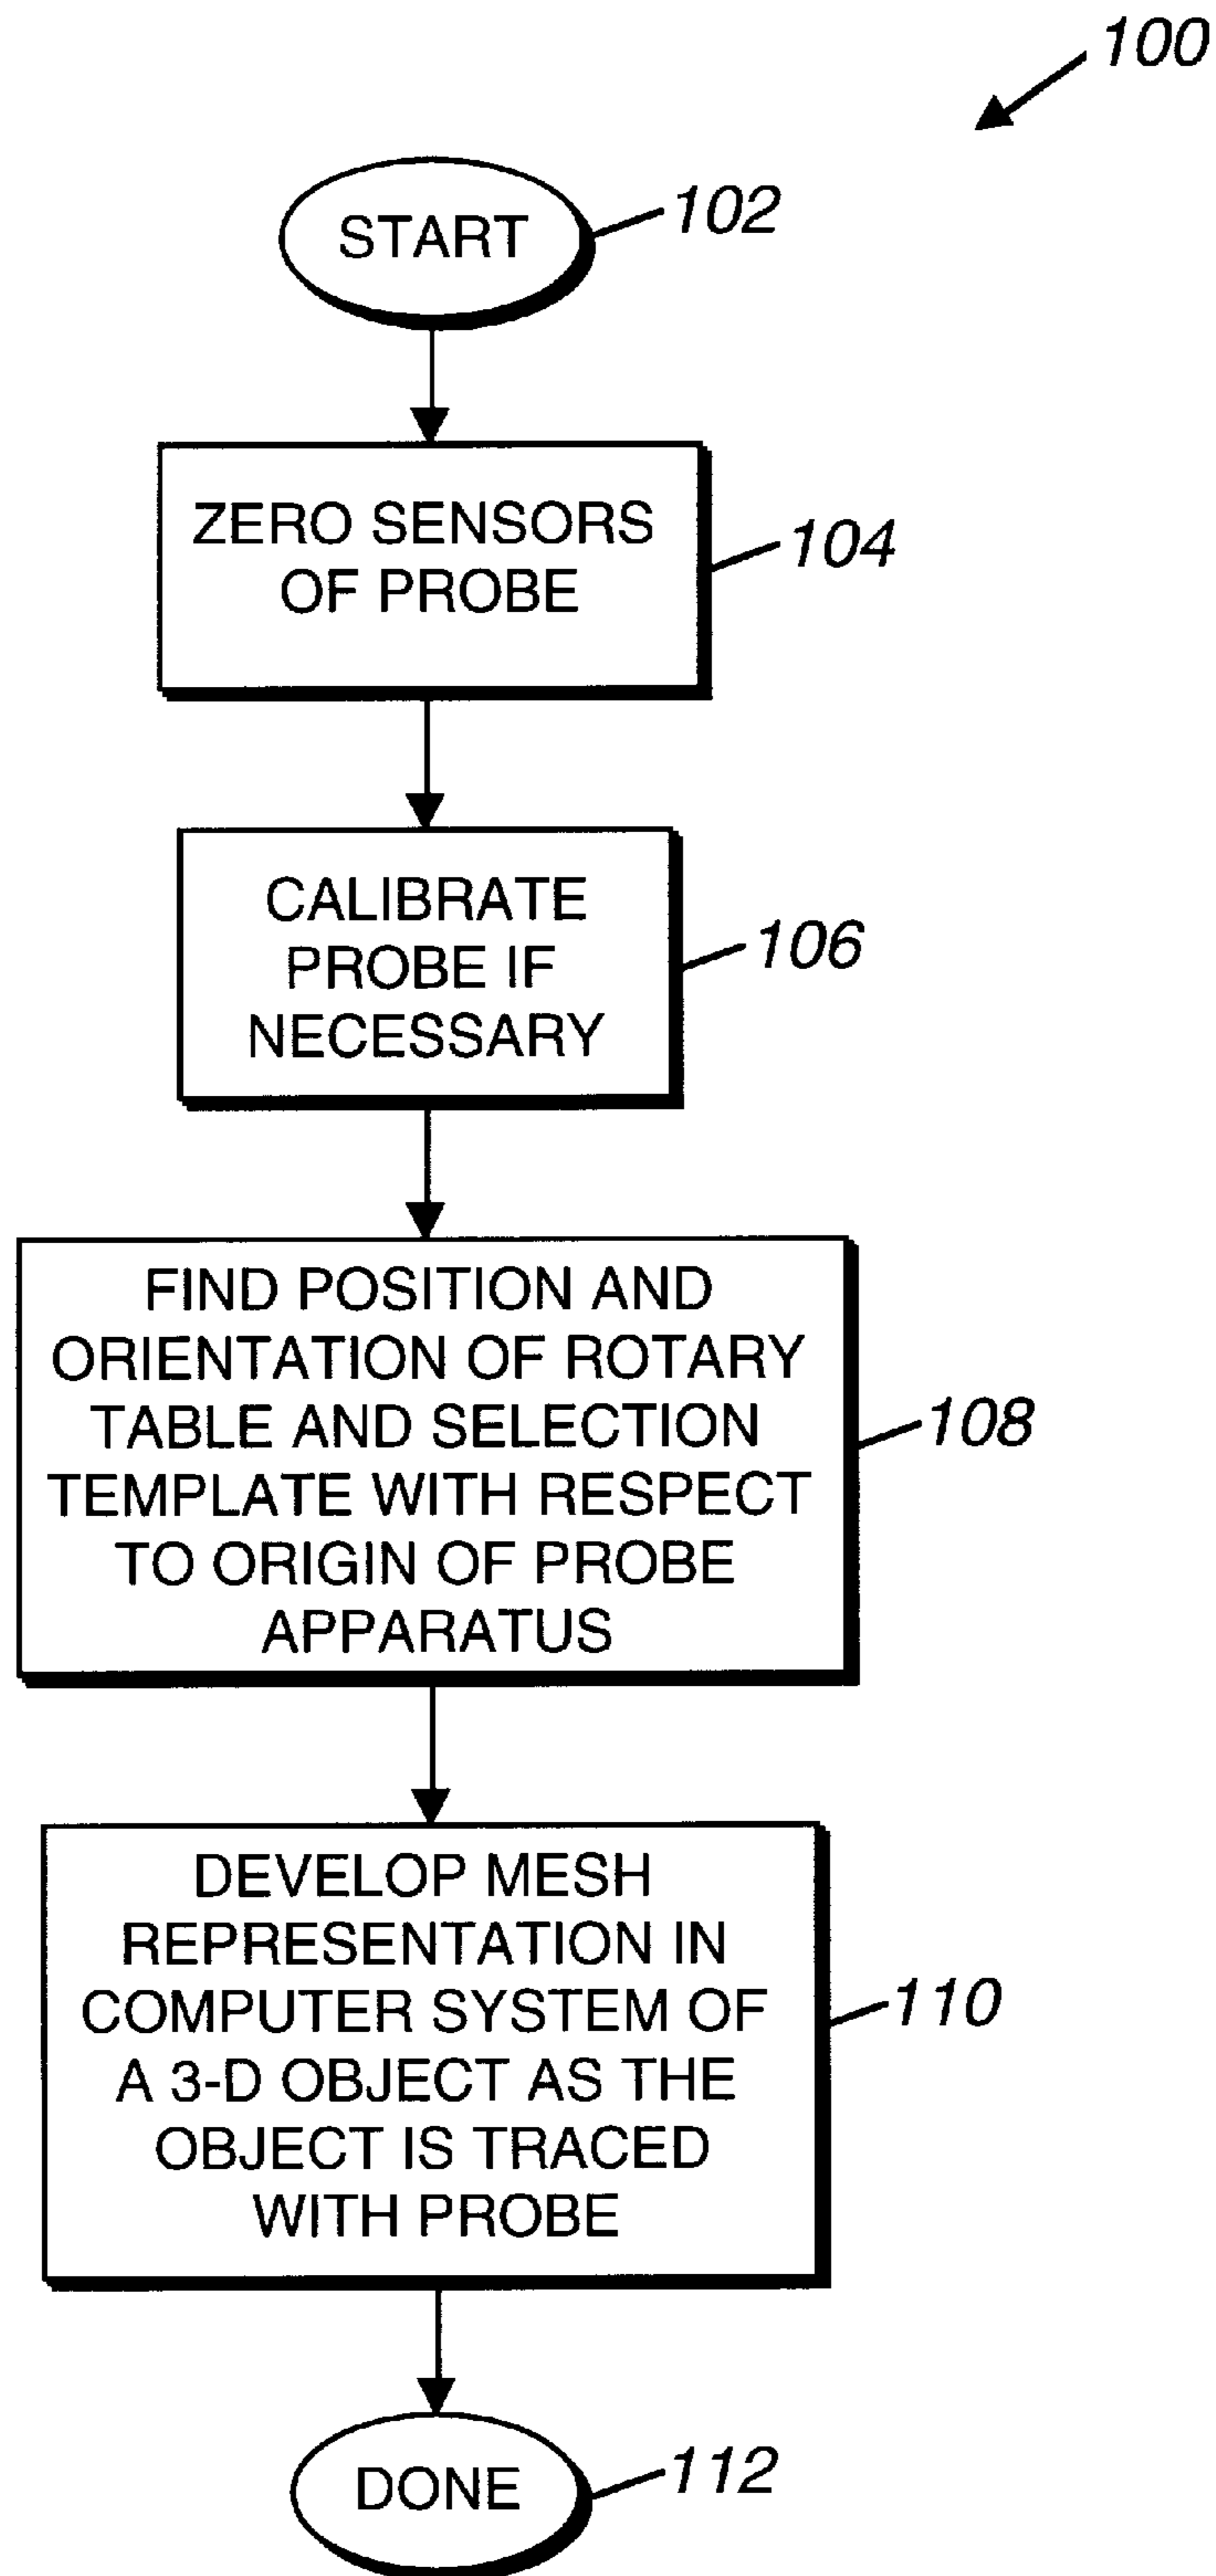 100
START
102
ZERO SENSORS
OF PROBE
104
CALIBRATE
PROBE IF
NECESSARY
106
FIND POSITION AND
ORIENTATION OF ROTARY
TABLE AND SELECTION
TEMPLATE WITH RESPECT
TO ORIGIN OF PROBE
APPARATUS
108
DEVELOP MESH
REPRESENTATION IN
COMPUTER SYSTEM OF
A 3-D OBJECT AS THE
OBJECT IS TRACED
WITH PROBE
110
DONE
112